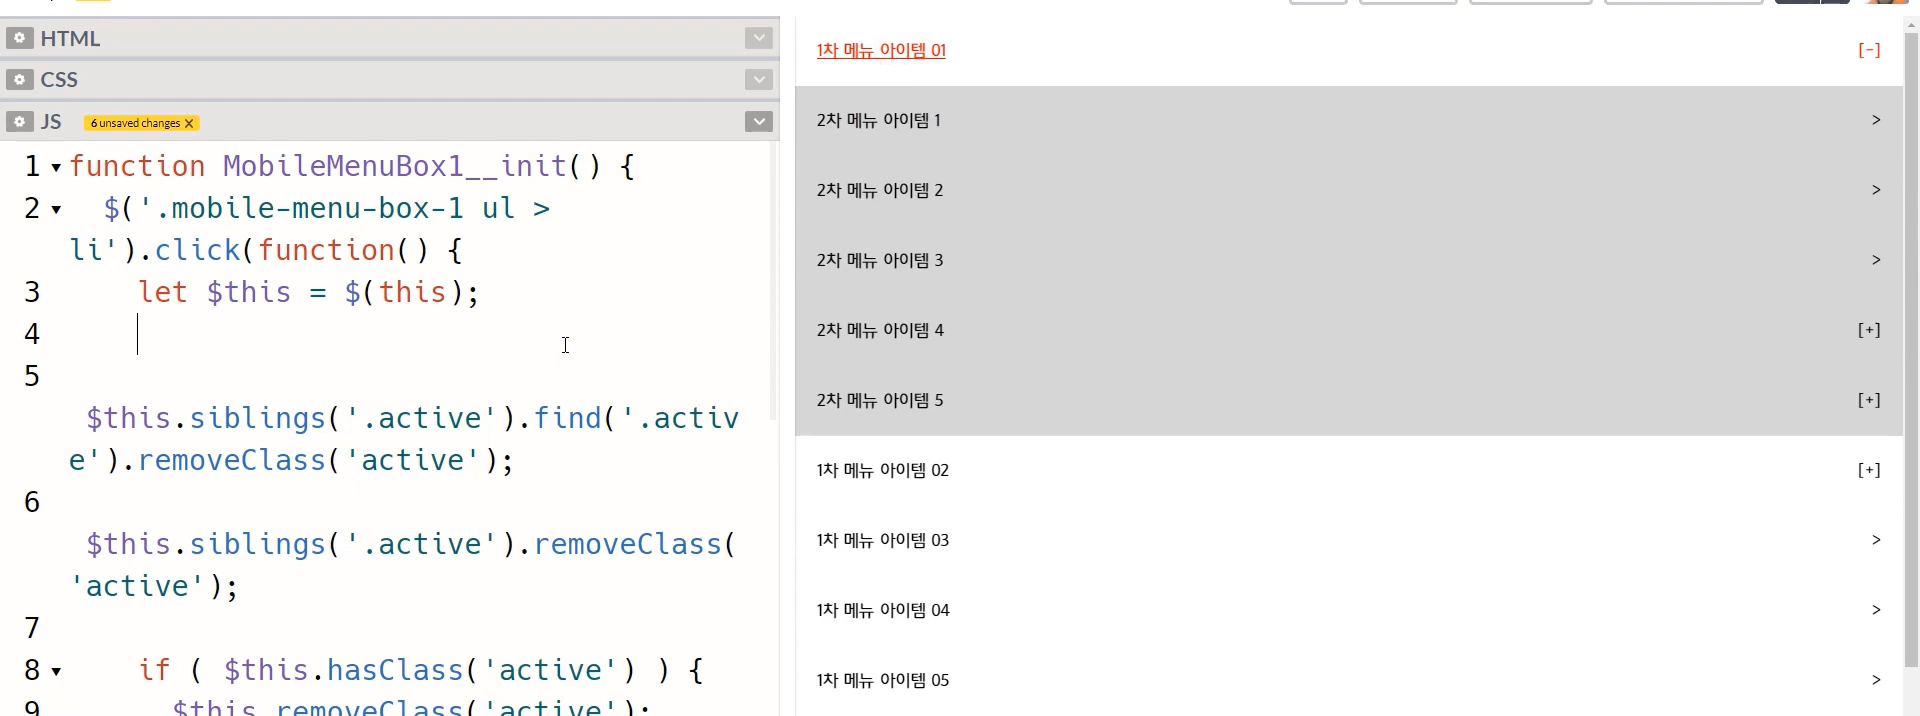 HTML
CSS
JS 6 unsaved changes X
1 function MobileMenuBox1__init() {
2 $('.mobile-menu-box-1 ul >
li').click(function() {
3 let $this = $(this);
4
5
$this.siblings('.active').find('.activ
e').removeClass('active');
6
$this.siblings('.active').removeClass(
'active');
7
8 if ( $this.hasClass('active') ) {
9 $this.removeClass('active');
1차 메뉴 아이템 01 [-]
2차 메뉴 아이템 1 >
2차 메뉴 아이템 2 >
2차 메뉴 아이템 3 >
2차 메뉴 아이템 4 [+]
2차 메뉴 아이템 5 [+]
1차 메뉴 아이템 02 [+]
1차 메뉴 아이템 03 >
1차 메뉴 아이템 04 >
1차 메뉴 아이템 05 >